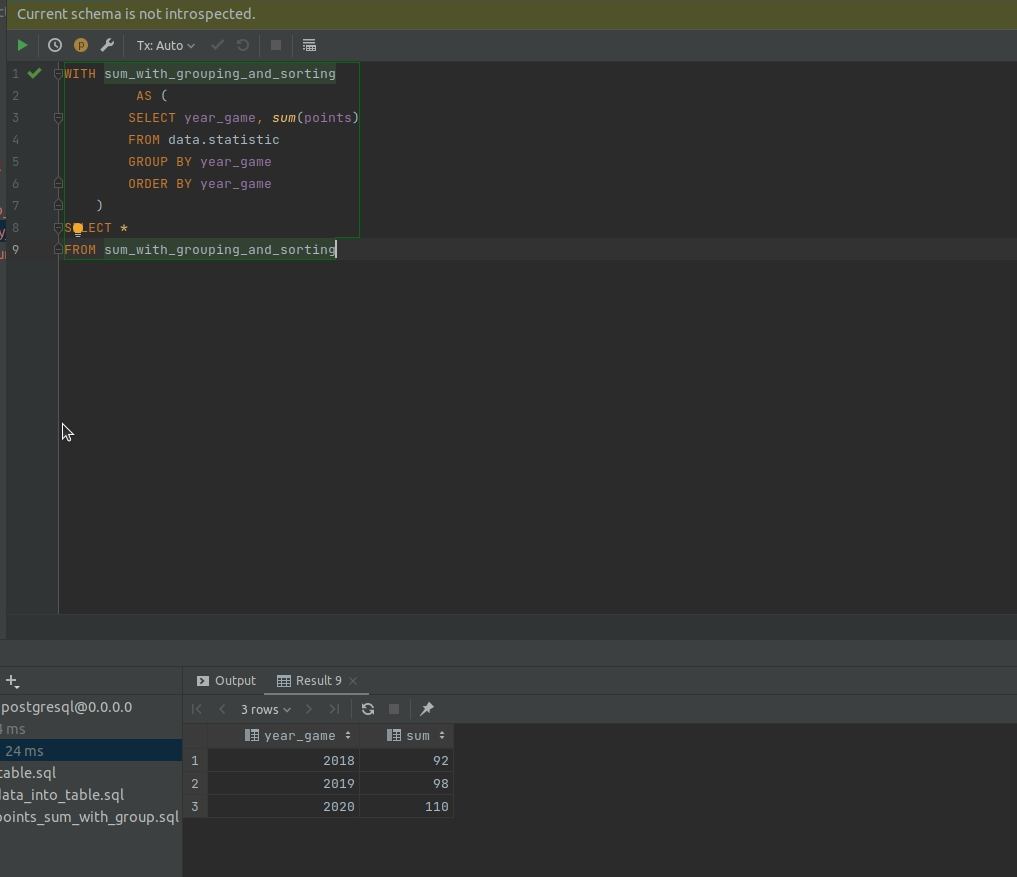 Current schema is not introspected.
Tx: Auto
1 WITH sum_with_grouping_and_sorting
2 AS (
3 SELECT year_game, sum(points)
4 FROM data.statistic
5 GROUP BY year_game
6 ORDER BY year_game
7 )
8 SELECT *
9 FROM sum_with_grouping_and_sorting
Output Result 9
postgresql@0.0.0.0
3 rows
ms
24 ms
year_game sum
1 2018 92
2 2019 98
3 2020 110
table.sql
data_into_table.sql
points_sum_with_group.sql